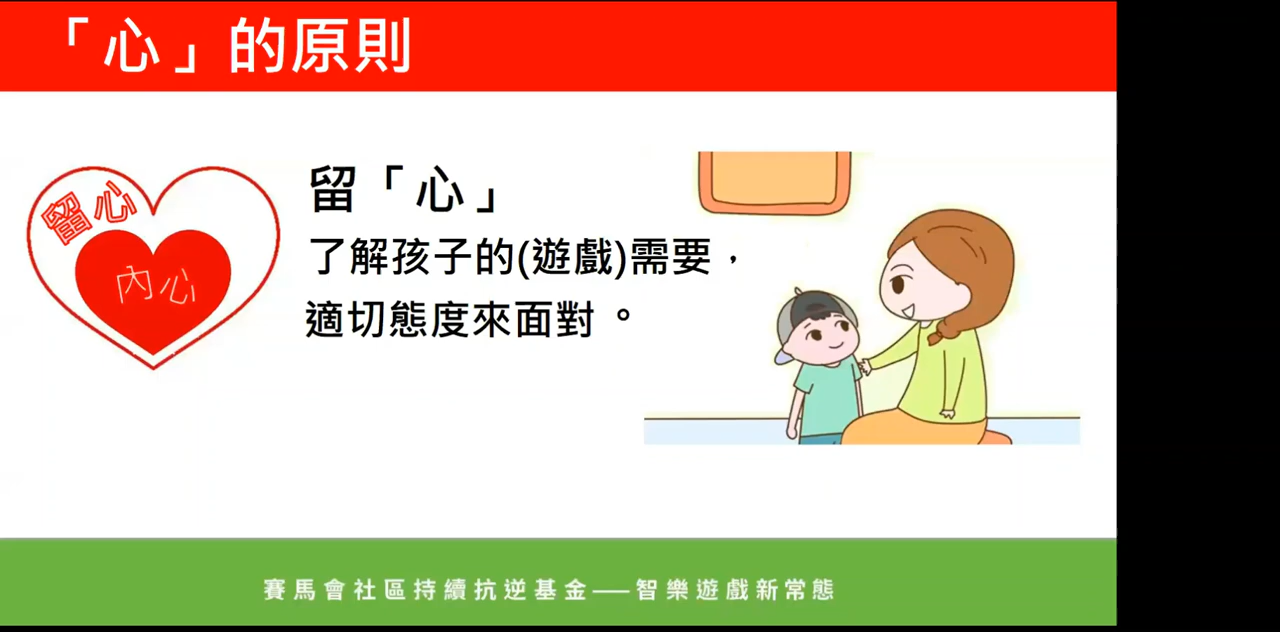 「心」的原則
留心
內心
留「心」
了解孩子的(遊戲)需要，
適切態度來面對。
賽馬會社區持續抗逆基金——智樂遊戲新常態